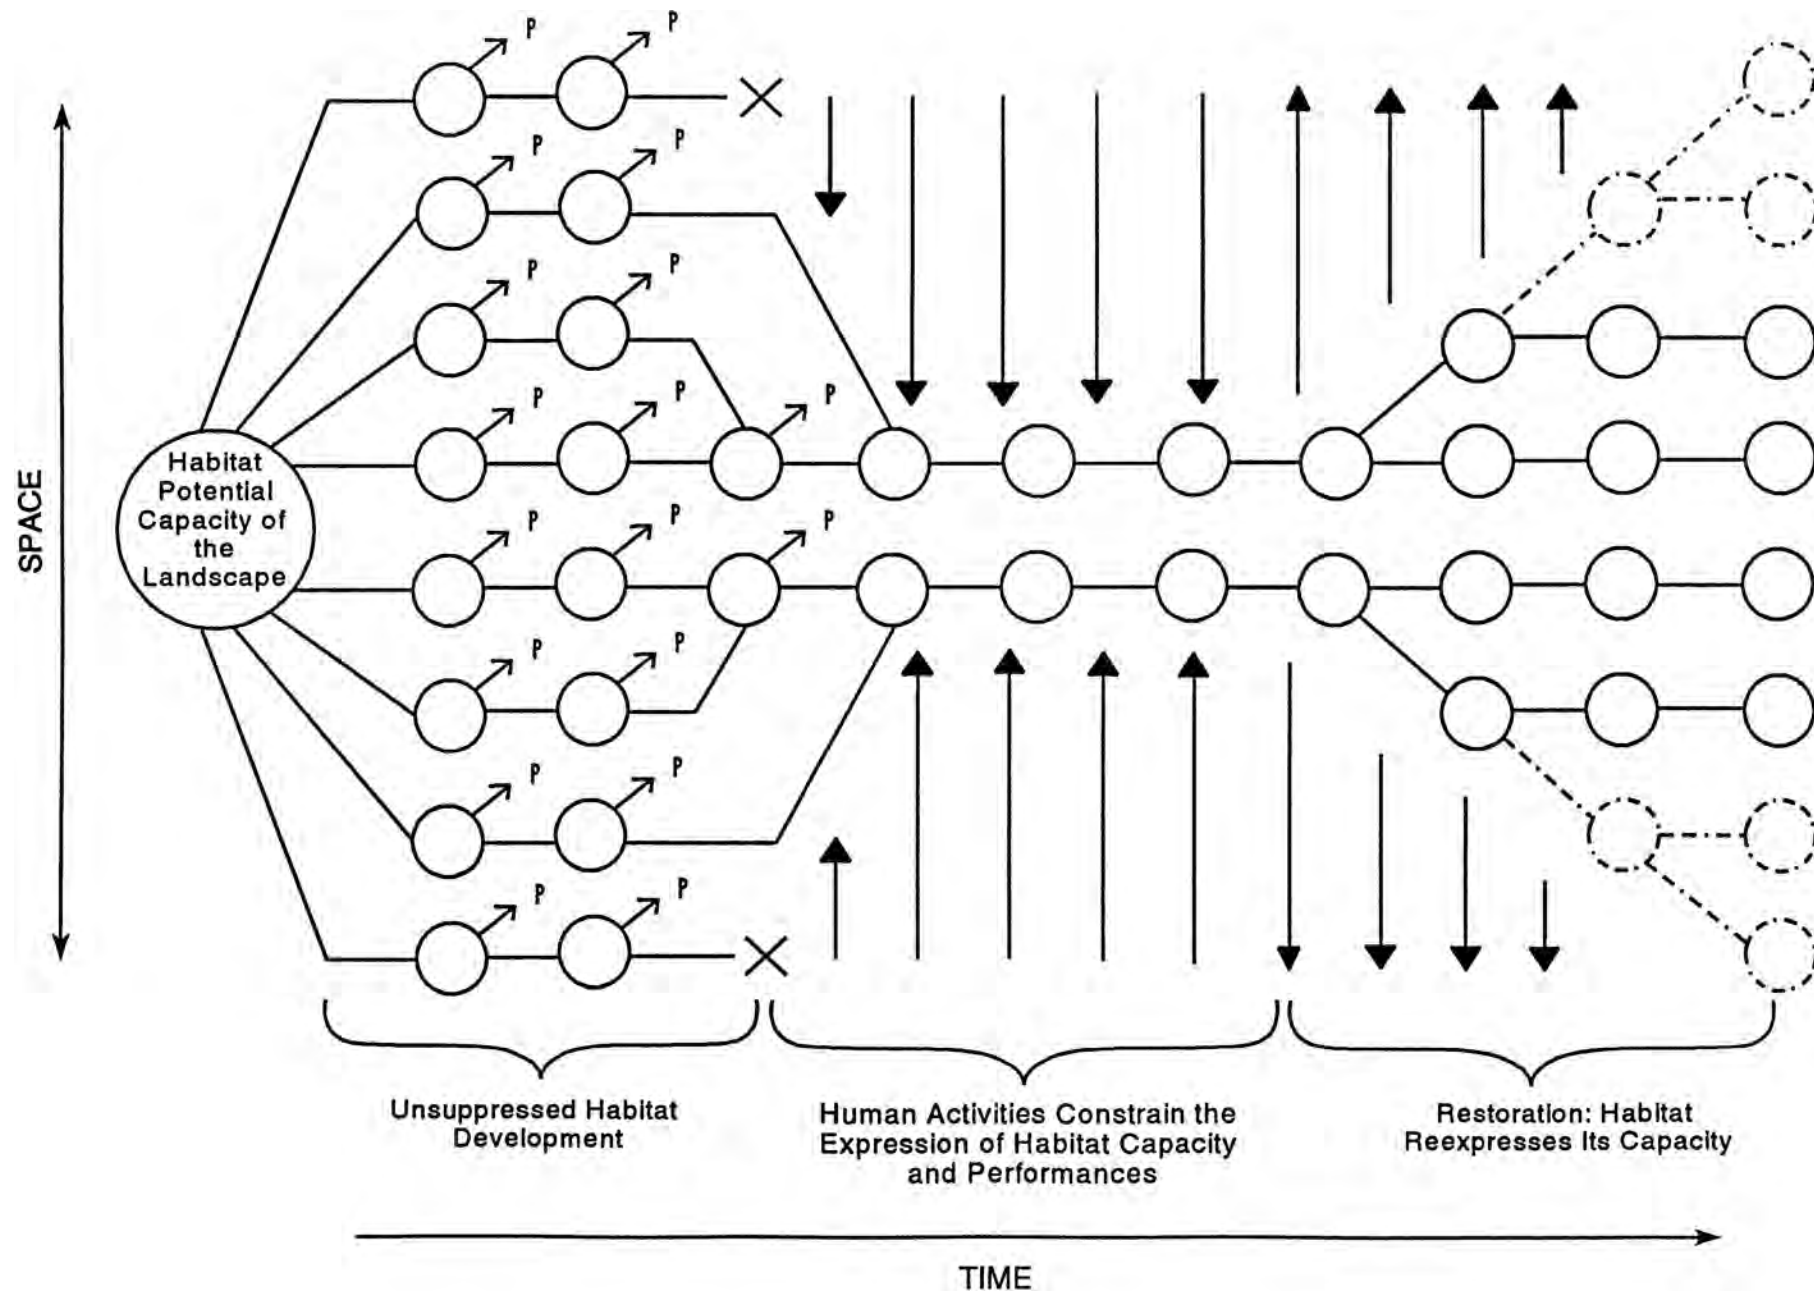 P P
P P
P P
P P P
Habitat
Potential
Capacity of
the
Landscape
SPACE
P P P
P P
P P
P P
Unsuppressed Habitat
Development
Human Activities Constrain the
Expression of Habitat Capacity
and Performances
Restoration: Habitat
Reexpresses Its Capacity
TIME